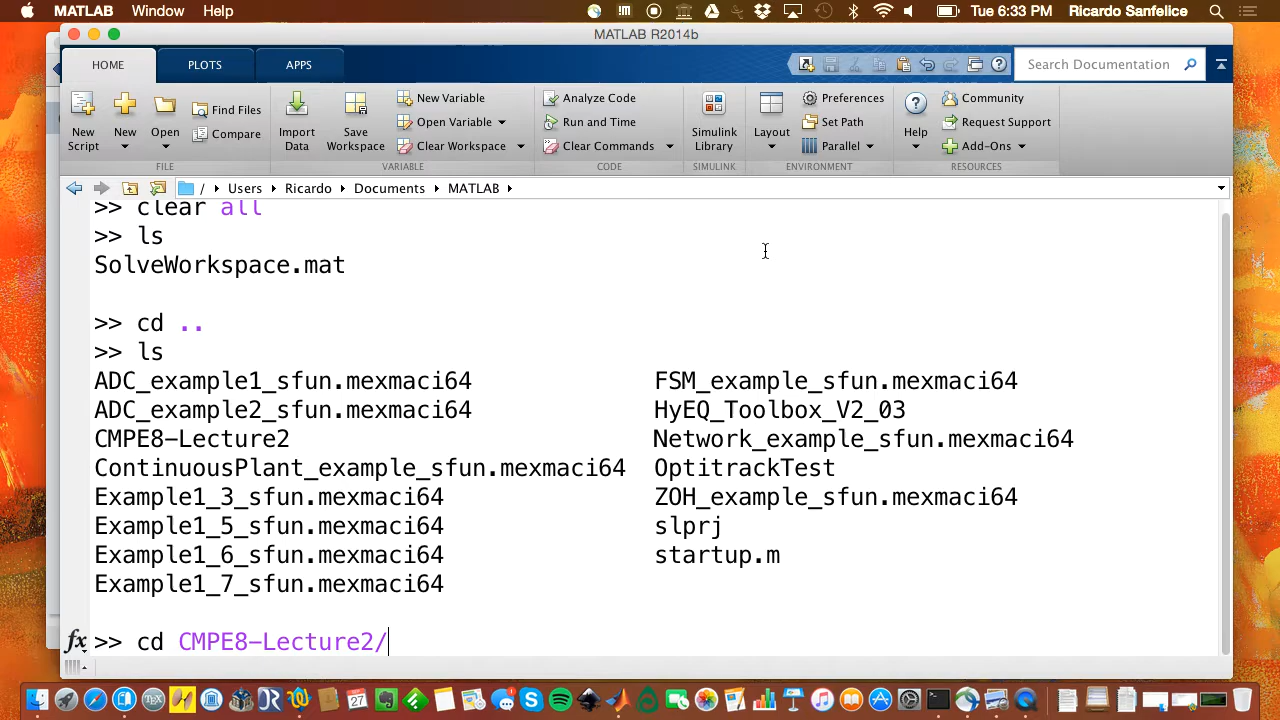 MATLAB Window Help Tue 6:33 PM Ricardo Sanfelice
MATLAB R2014b
HOME PLOTS APPS Search Documentation
New Script New Open Find Files Compare Import Data Save Workspace New Variable Open Variable Clear Workspace Analyze Code Run and Time Clear Commands Simulink Library Layout Preferences Set Path Parallel Help Community Request Support Add-Ons
FILE VARIABLE CODE SIMULINK ENVIRONMENT RESOURCES
/ Users Ricardo Documents MATLAB
>> clear all
>> ls
SolveWorkspace.mat
>> cd ..
>> ls
ADC_example1_sfun.mexmaci64 FSM_example_sfun.mexmaci64
ADC_example2_sfun.mexmaci64 HyEQ_Toolbox_V2_03
CMPE8-Lecture2 Network_example_sfun.mexmaci64
ContinuousPlant_example_sfun.mexmaci64 OptitrackTest
Example1_3_sfun.mexmaci64 ZOH_example_sfun.mexmaci64
Example1_5_sfun.mexmaci64 slprj
Example1_6_sfun.mexmaci64 startup.m
Example1_7_sfun.mexmaci64
fx >> cd CMPE8-Lecture2/
27